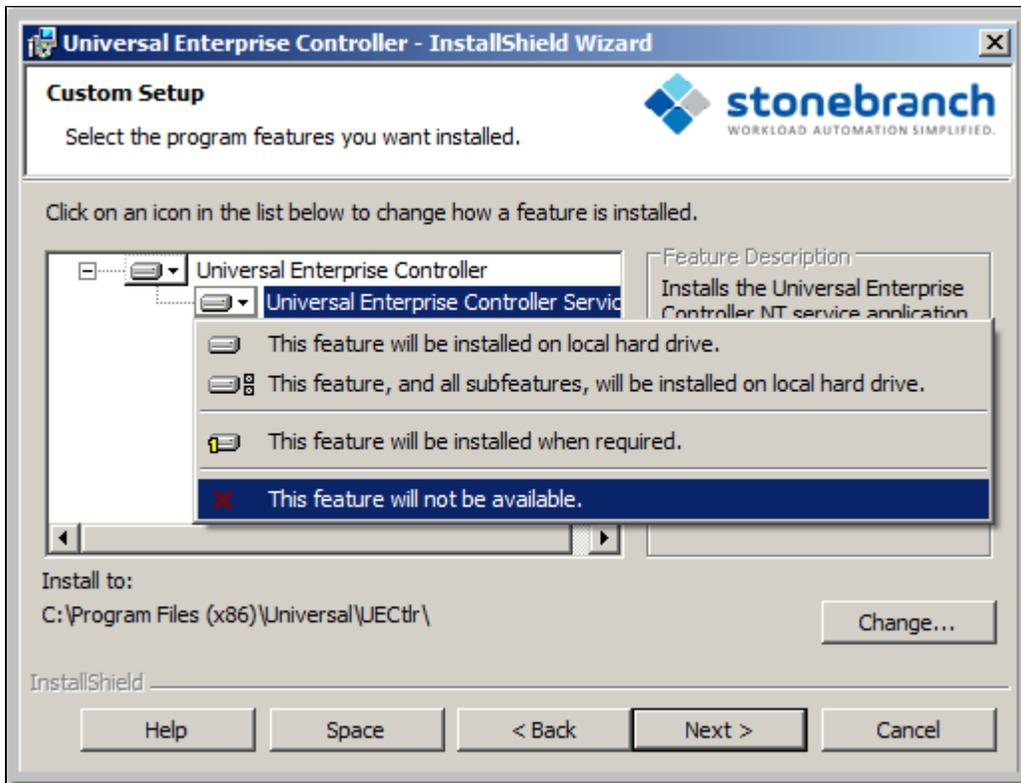 Universal Enterprise Controller - InstallShield Wizard
Custom Setup
Select the program features you want installed.
stonebranch
WORKLOAD AUTOMATION SIMPLIFIED.
Click on an icon in the list below to change how a feature is installed.
Universal Enterprise Controller
Universal Enterprise Controller Servic
Feature Description
Installs the Universal Enterprise
Controller NT service application
This feature will be installed on local hard drive.
This feature, and all subfeatures, will be installed on local hard drive.
This feature will be installed when required.
This feature will not be available.
Install to:
C:\Program Files (x86)\Universal\UECtlr\
Change...
InstallShield
Help
Space
< Back
Next >
Cancel